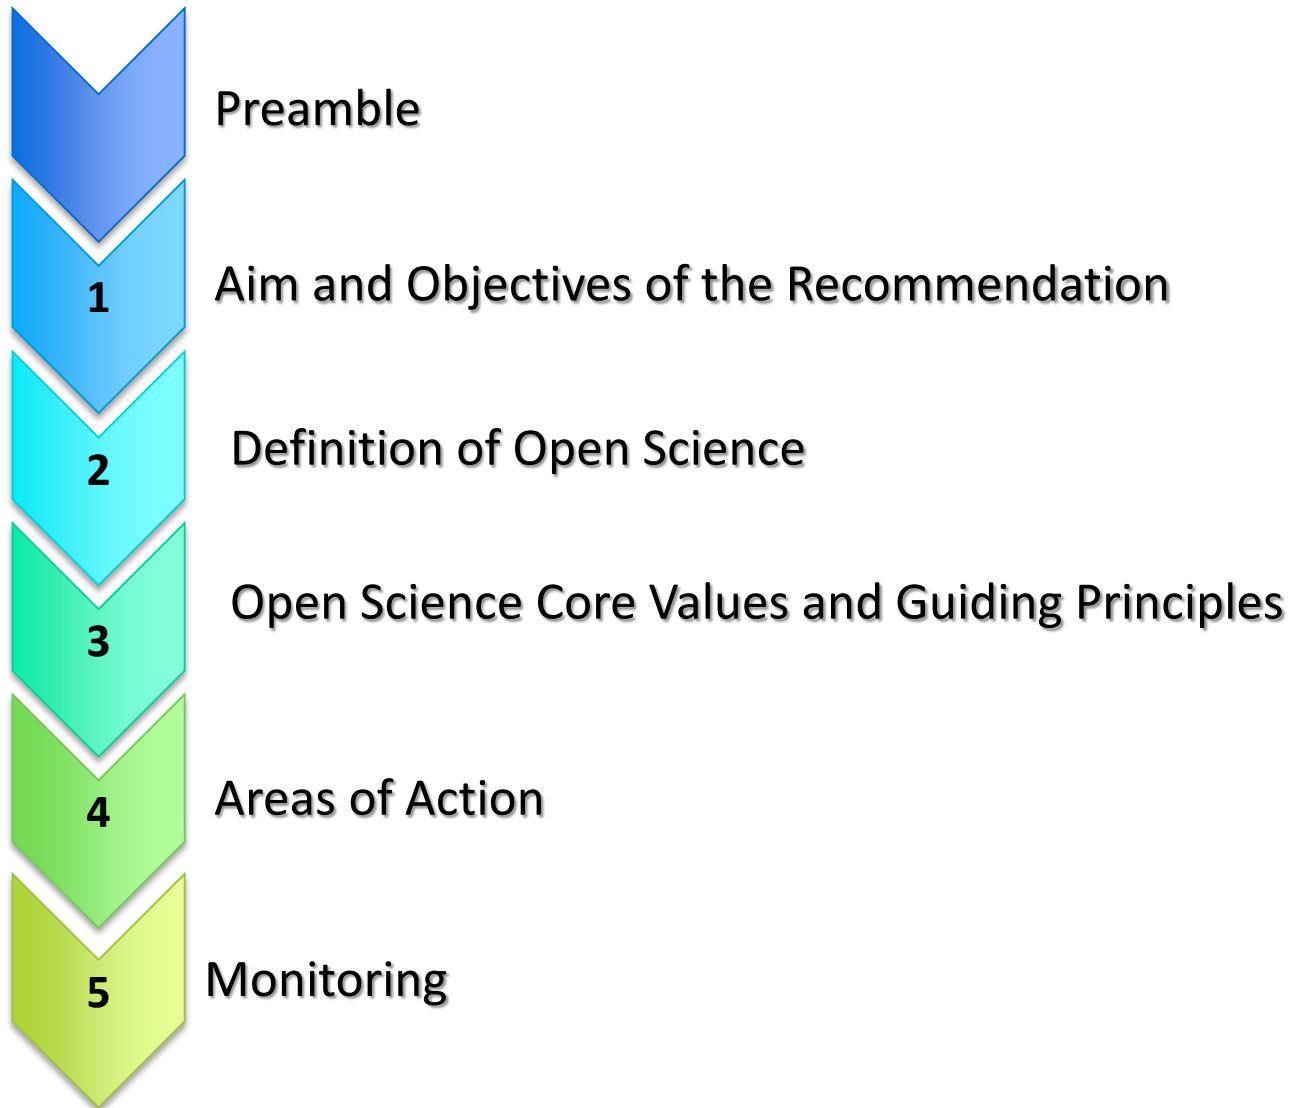 Preamble
1
Aim and Objectives of the Recommendation
2
Definition of Open Science
3
Open Science Core Values and Guiding Principles
4
Areas of Action
5
Monitoring